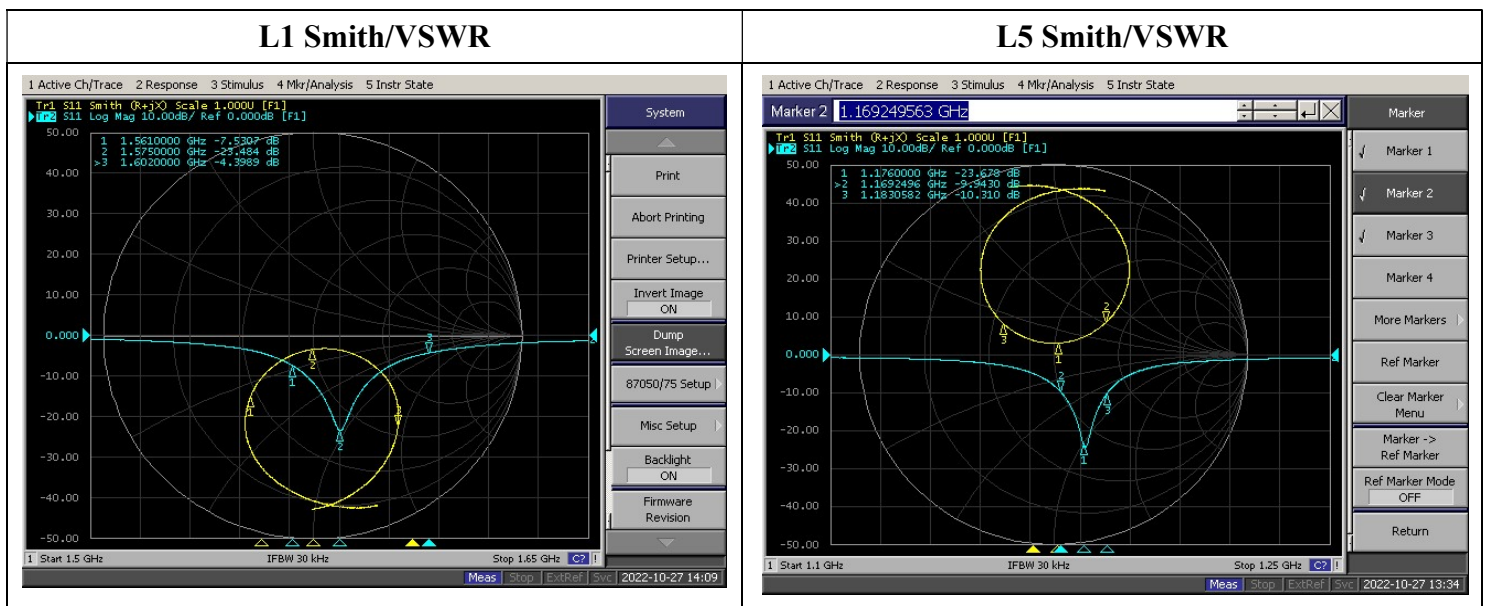 L1 Smith/VSWR
L5 Smith/VSWR
1 Active Ch/Trace 2 Response 3 Stimulus 4 Mkr/Analysis 5 Instr State
Tr1 S11 Smith (R+jX) Scale 1.000U [F1]
Tr2 S11 Log Mag 10.00dB/ Ref 0.000dB [F1]
50.00
1 1.5610000 GHz -7.5307 dB
2 1.5750000 GHz -23.484 dB
>3 1.6020000 GHz -4.3989 dB
40.00
30.00
20.00
10.00
0.000
-10.00
-20.00
-30.00
-40.00
-50.00
1
2
3
1
2
3
1 Start 1.5 GHz IFBW 30 kHz Stop 1.65 GHz C? !
Meas Stop ExtRef Svc 2022-10-27 14:09
System
Print
Abort Printing
Printer Setup...
Invert Image
ON
Dump
Screen Image...
87050/75 Setup
Misc Setup
Backlight
ON
Firmware
Revision
1 Active Ch/Trace 2 Response 3 Stimulus 4 Mkr/Analysis 5 Instr State
Marker 2 1.169249563 GHz
Tr1 S11 Smith (R+jX) Scale 1.000U [F1]
Tr2 S11 Log Mag 10.00dB/ Ref 0.000dB [F1]
50.00
1 1.1760000 GHz -23.678 dB
>2 1.1692496 GHz -9.9430 dB
3 1.1830582 GHz -10.310 dB
40.00
30.00
20.00
10.00
0.000
-10.00
-20.00
-30.00
-40.00
-50.00
2
3
1
2
3
1
1 Start 1.1 GHz IFBW 30 kHz Stop 1.25 GHz C? !
Meas Stop ExtRef Svc 2022-10-27 13:34
Marker
Marker 1
Marker 2
Marker 3
Marker 4
More Markers
Ref Marker
Clear Marker
Menu
Marker ->
Ref Marker
Ref Marker Mode
OFF
Return